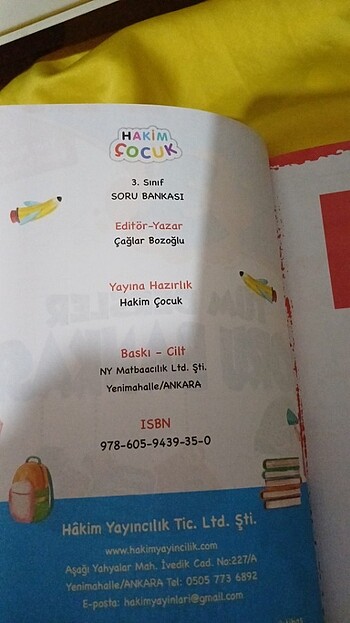 HAKİM
ÇOCUK
3. Sınıf
SORU BANKASI
Editör-Yazar
Çağlar Bozoğlu
Yayına Hazırlık
Hakim Çocuk
Baskı - Cilt
NY Matbaacılık Ltd. Şti.
Yenimahalle/ANKARA
ISBN
978-605-9439-35-0
Hâkim Yayıncılık Tic. Ltd. Şti.
www.hakimyayincilik.com
Aşağı Yahyalar Mah. İvedik Cad. No:227/A
Yenimahalle/ANKARA Tel: 0505 773 6892
E-posta: hakimyayinlari@gmail.com